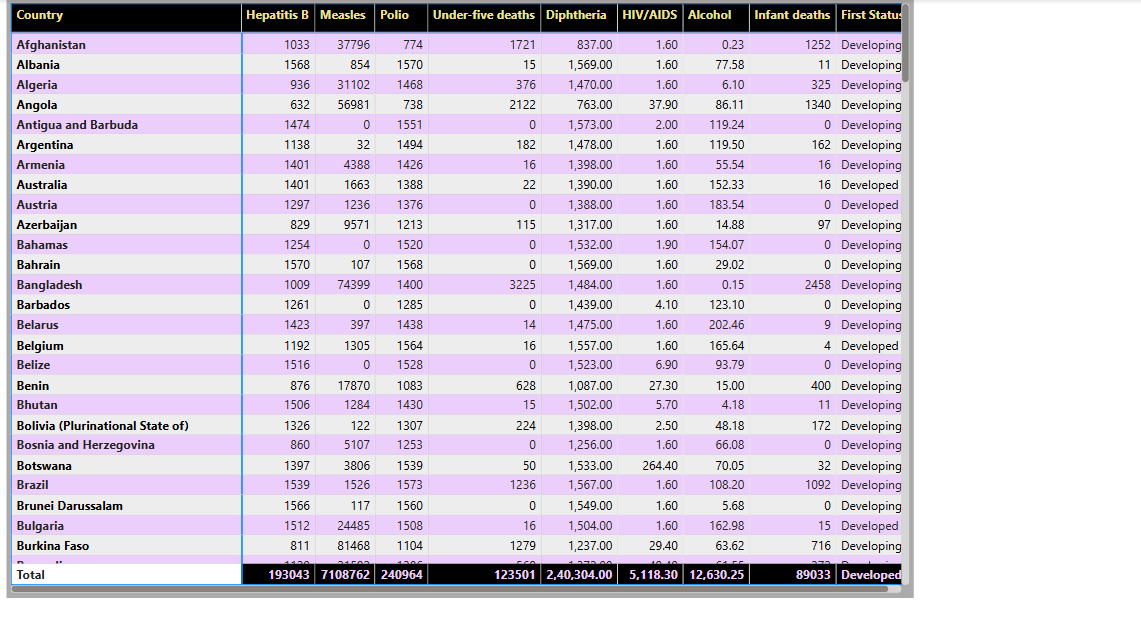 Country Hepatitis B Measles Polio Under-five deaths Diphtheria HIV/AIDS Alcohol Infant deaths First Status
Afghanistan 1033 37796 774 1721 837.00 1.60 0.23 1252 Developing
Albania 1568 854 1570 15 1,569.00 1.60 77.58 11 Developing
Algeria 936 31102 1468 376 1,470.00 1.60 6.10 325 Developing
Angola 632 56981 738 2122 763.00 37.90 86.11 1340 Developing
Antigua and Barbuda 1474 0 1551 0 1,573.00 2.00 119.24 0 Developing
Argentina 1138 32 1494 182 1,478.00 1.60 119.50 162 Developing
Armenia 1401 4388 1426 16 1,398.00 1.60 55.54 16 Developing
Australia 1401 1663 1388 22 1,390.00 1.60 152.33 16 Developed
Austria 1297 1236 1376 0 1,388.00 1.60 183.54 0 Developed
Azerbaijan 829 9571 1213 115 1,317.00 1.60 14.88 97 Developing
Bahamas 1254 0 1520 0 1,532.00 1.90 154.07 0 Developing
Bahrain 1570 107 1568 0 1,569.00 1.60 29.02 0 Developing
Bangladesh 1009 74399 1400 3225 1,484.00 1.60 0.15 2458 Developing
Barbados 1261 0 1285 0 1,439.00 4.10 123.10 0 Developing
Belarus 1423 397 1438 14 1,475.00 1.60 202.46 9 Developing
Belgium 1192 1305 1564 16 1,557.00 1.60 165.64 4 Developed
Belize 1516 0 1528 0 1,523.00 6.90 93.79 0 Developing
Benin 876 17870 1083 628 1,087.00 27.30 15.00 400 Developing
Bhutan 1506 1284 1430 15 1,502.00 5.70 4.18 11 Developing
Bolivia (Plurinational State of) 1326 122 1307 224 1,398.00 2.50 48.18 172 Developing
Bosnia and Herzegovina 860 5107 1253 0 1,256.00 1.60 66.08 0 Developing
Botswana 1397 3806 1539 50 1,533.00 264.40 70.05 32 Developing
Brazil 1539 1526 1573 1236 1,567.00 1.60 108.20 1092 Developing
Brunei Darussalam 1566 117 1560 0 1,549.00 1.60 5.68 0 Developing
Bulgaria 1512 24485 1508 16 1,504.00 1.60 162.98 15 Developed
Burkina Faso 811 81468 1104 1279 1,237.00 29.40 63.62 716 Developing
Total 193043 7108762 240964 123501 2,40,304.00 5,118.30 12,630.25 89033 Developed